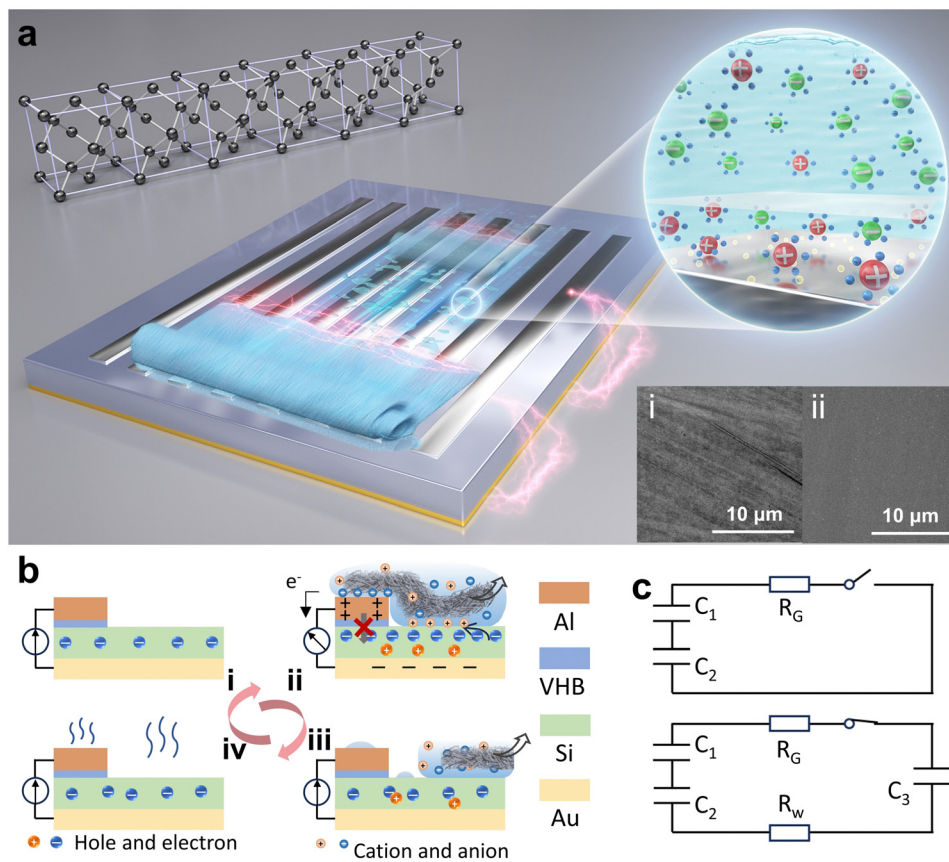 a
i
ii
10 μm
10 μm
b
e⁻
i
ii
iii
iv
Al
VHB
Si
Au
Hole and electron
Cation and anion
c
C₁
C₂
R_G
C₁
C₂
R_G
C₃
R_w